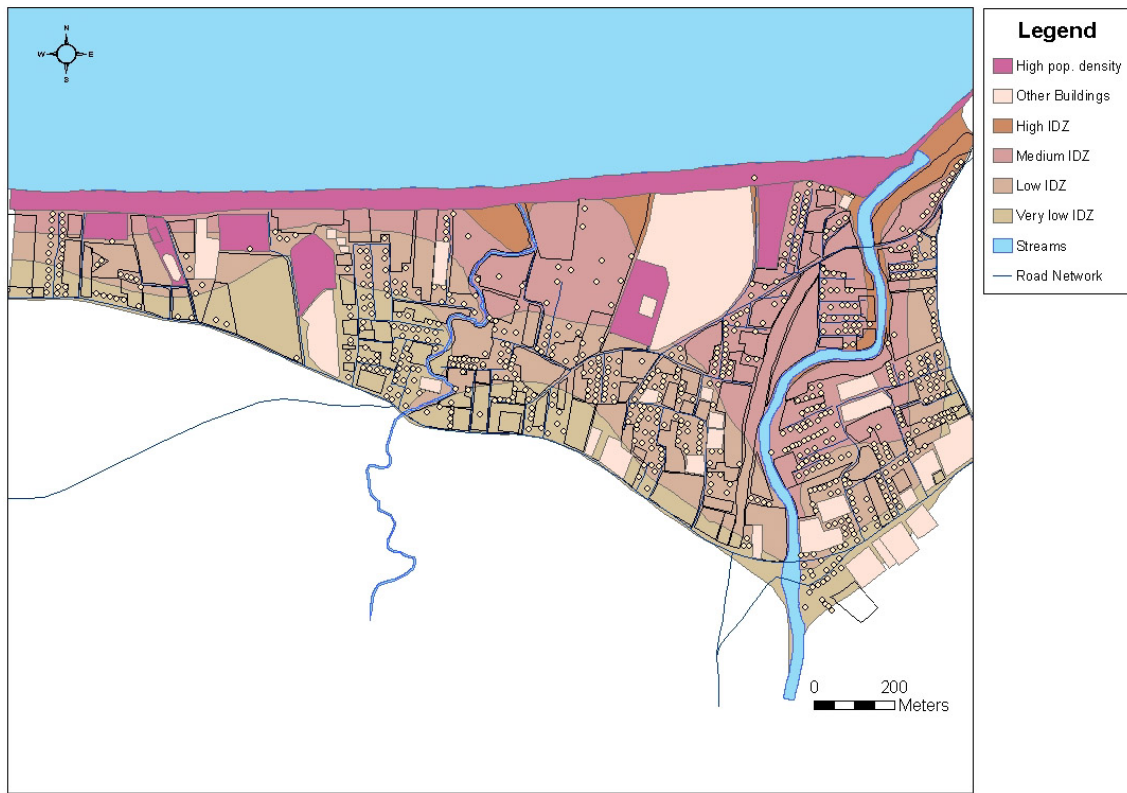 N
W E
S
Legend
High pop. density
Other Buildings
High IDZ
Medium IDZ
Low IDZ
Very low IDZ
Streams
Road Network
0 200
Meters